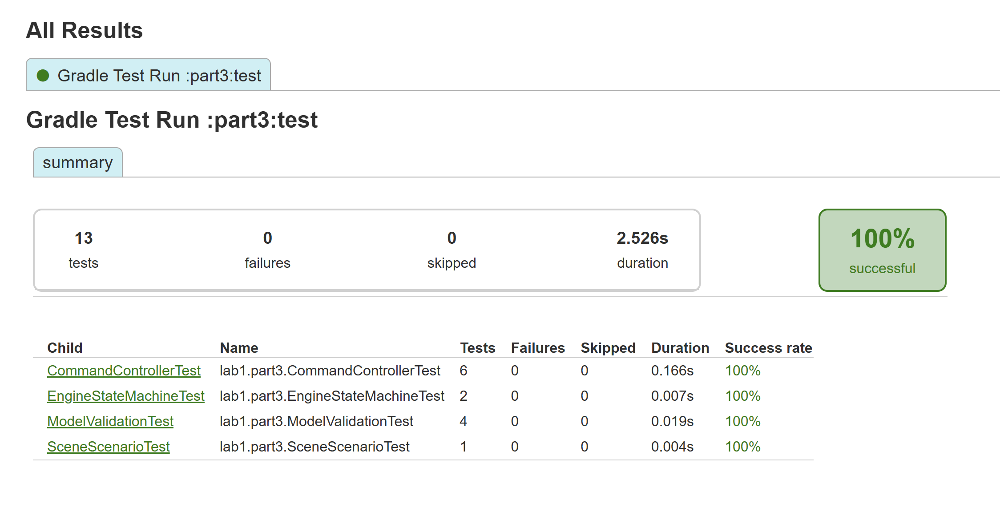 All Results
Gradle Test Run :part3:test
Gradle Test Run :part3:test
summary
13 0 0 2.526s 100%
tests failures skipped duration successful
Child Name Tests Failures Skipped Duration Success rate
CommandControllerTest lab1.part3.CommandControllerTest 6 0 0 0.166s 100%
EngineStateMachineTest lab1.part3.EngineStateMachineTest 2 0 0 0.007s 100%
ModelValidationTest lab1.part3.ModelValidationTest 4 0 0 0.019s 100%
SceneScenarioTest lab1.part3.SceneScenarioTest 1 0 0 0.004s 100%